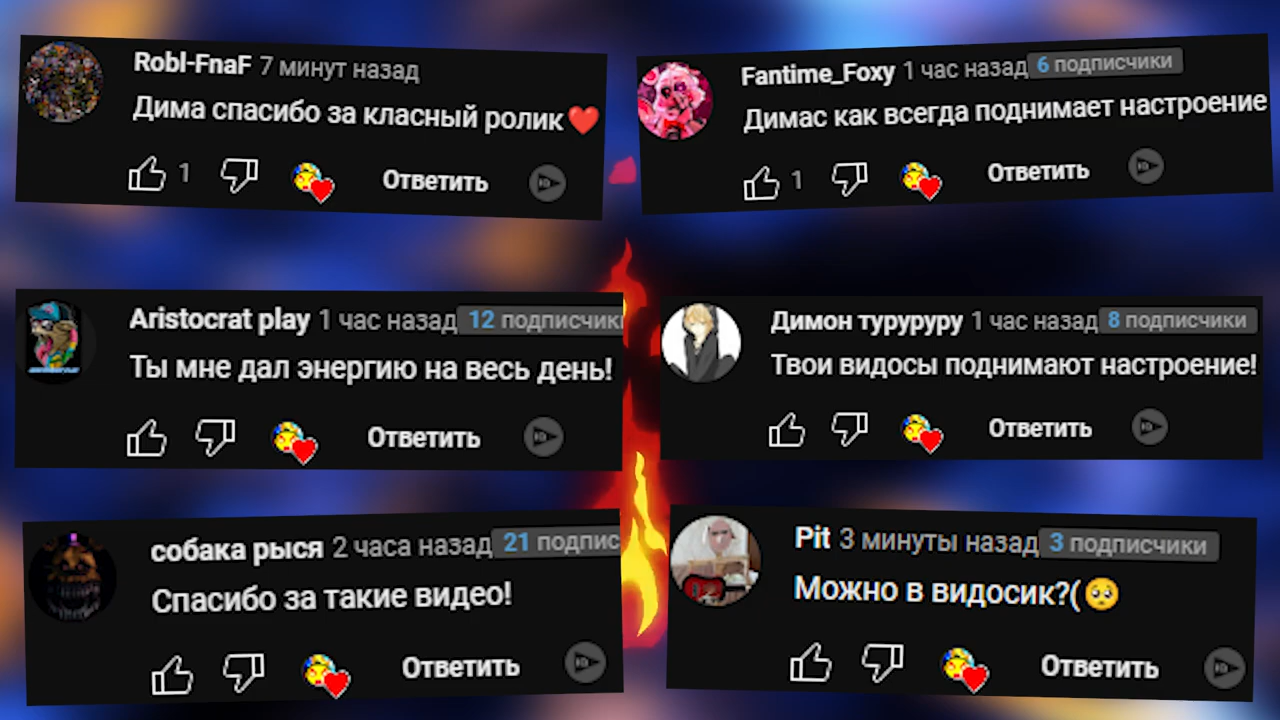 Robl-FnaF 7 минут назад
Дима спасибо за класный ролик❤️
1 Ответить
Fantime_Foxy 1 час назад 6 подписчики
Димас как всегда поднимает настроение
1 Ответить
Aristocrat play 1 час назад 12 подписчик
Ты мне дал энергию на весь день!
Ответить
Димон туруруру 1 час назад 8 подписчики
Твои видосы поднимают настроение!
Ответить
собака рыся 2 часа назад 21 подпис
Спасибо за такие видео!
Ответить
Pit 3 минуты назад 3 подписчики
Можно в видосик?(🥺
Ответить